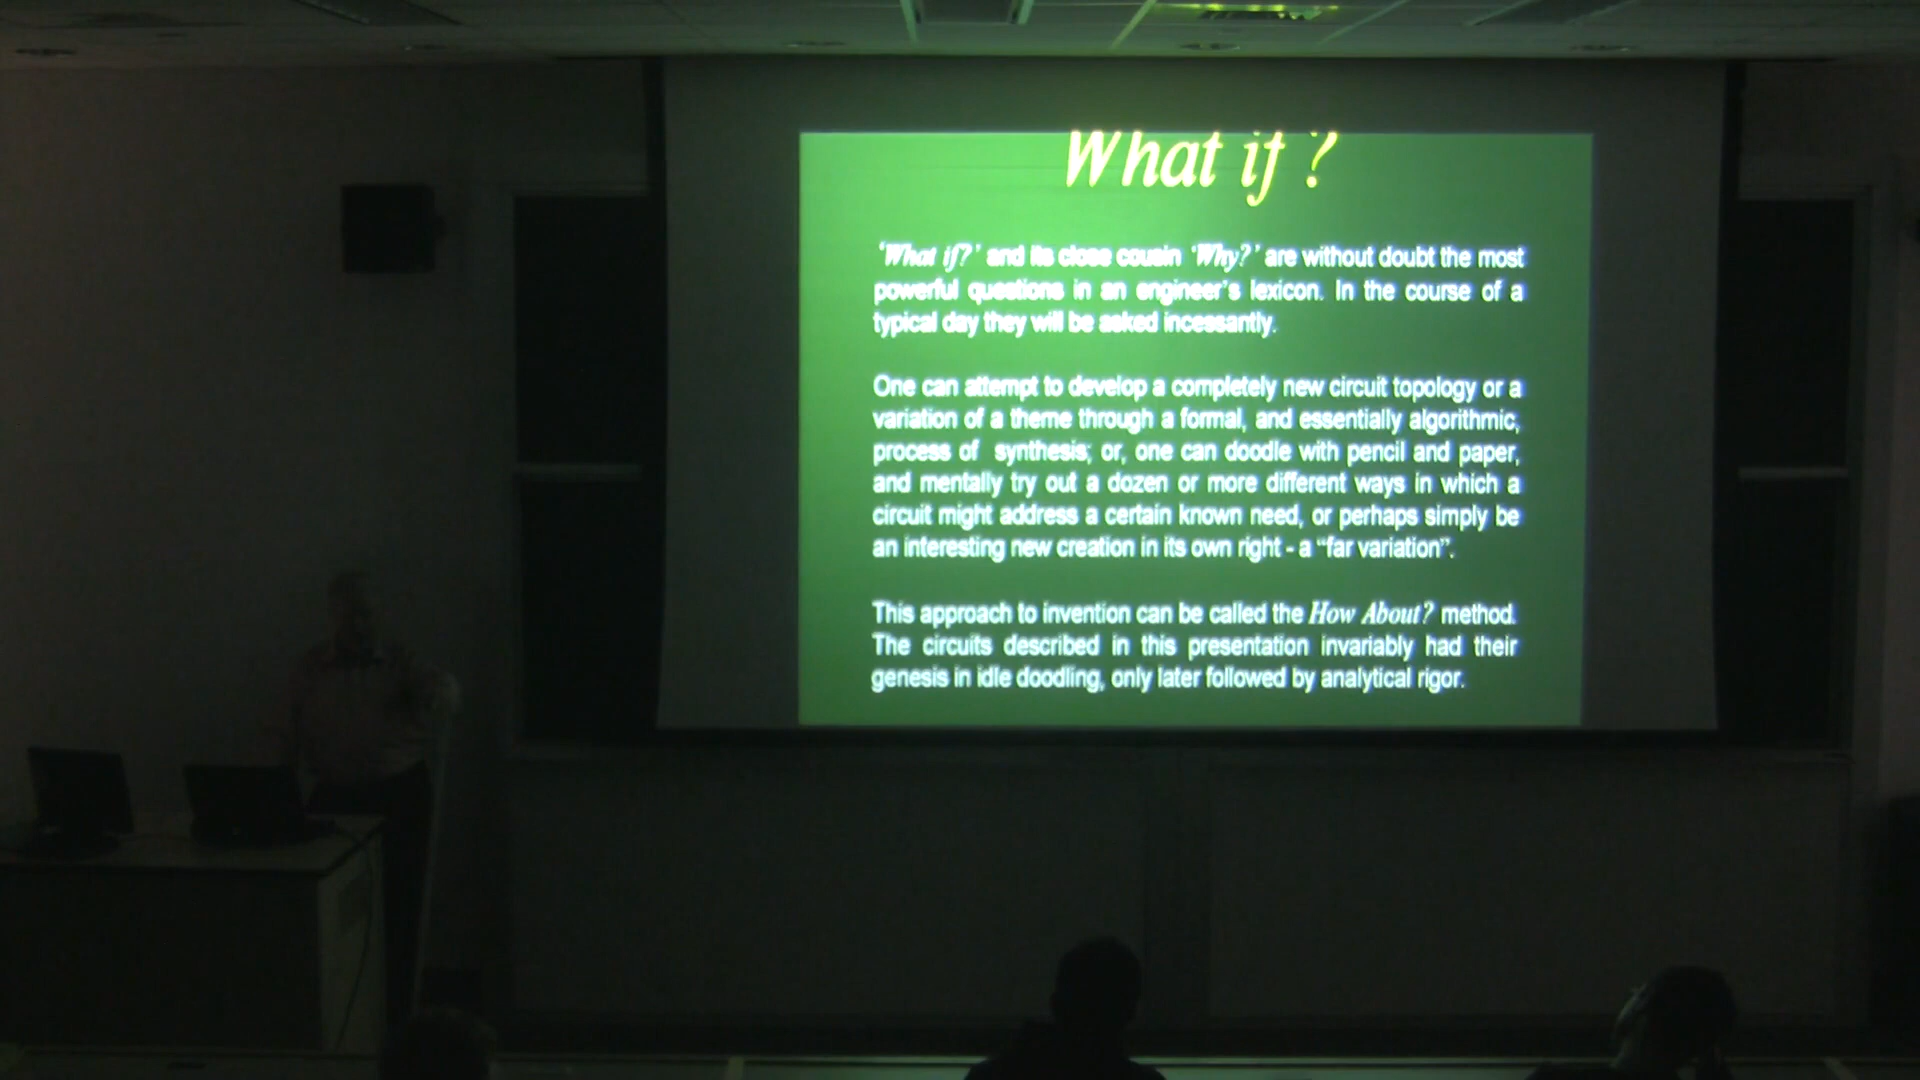 What if ?
'What if?' and its close cousin 'Why?' are without doubt the most
powerful questions in an engineer's lexicon. In the course of a
typical day they will be asked incessantly.
One can attempt to develop a completely new circuit topology or a
variation of a theme through a formal, and essentially algorithmic,
process of synthesis; or, one can doodle with pencil and paper,
and mentally try out a dozen or more different ways in which a
circuit might address a certain known need, or perhaps simply be
an interesting new creation in its own right - a “far variation”.
This approach to invention can be called the How About? method.
The circuits described in this presentation invariably had their
genesis in idle doodling, only later followed by analytical rigor.